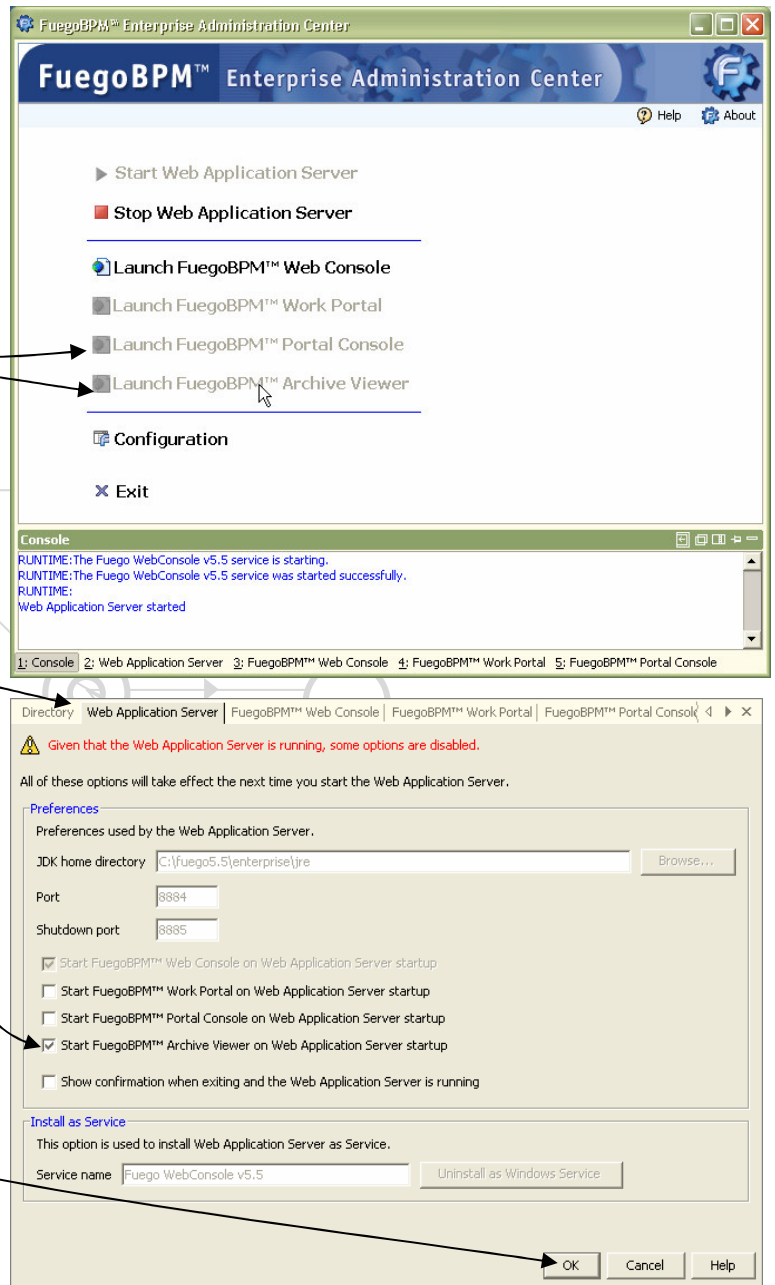 FuegoBPM™ Enterprise Administration Center
FuegoBPM™ Enterprise Administration Center
Help About
Start Web Application Server
Stop Web Application Server
Launch FuegoBPM™ Web Console
Launch FuegoBPM™ Work Portal
Launch FuegoBPM™ Portal Console
Launch FuegoBPM™ Archive Viewer
Configuration
Exit
Console
RUNTIME:The Fuego WebConsole v5.5 service is starting.
RUNTIME:The Fuego WebConsole v5.5 service was started successfully.
RUNTIME:
Web Application Server started
1: Console 2: Web Application Server 3: FuegoBPM™ Web Console 4: FuegoBPM™ Work Portal 5: FuegoBPM™ Portal Console
Directory Web Application Server FuegoBPM™ Web Console FuegoBPM™ Work Portal FuegoBPM™ Portal Console
Given that the Web Application Server is running, some options are disabled.
All of these options will take effect the next time you start the Web Application Server.
Preferences
Preferences used by the Web Application Server.
JDK home directory C:\fuego5.5\enterprise\jre Browse...
Port 8884
Shutdown port 8885
Start FuegoBPM™ Web Console on Web Application Server startup
Start FuegoBPM™ Work Portal on Web Application Server startup
Start FuegoBPM™ Portal Console on Web Application Server startup
Start FuegoBPM™ Archive Viewer on Web Application Server startup
Show confirmation when exiting and the Web Application Server is running
Install as Service
This option is used to install Web Application Server as Service.
Service name Fuego WebConsole v5.5 Uninstall as Windows Service
OK Cancel Help